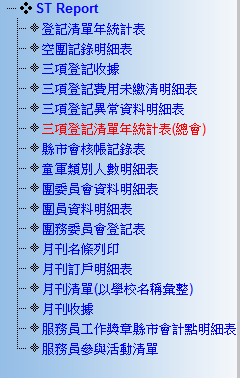 ST Report
登記清單年統計表
空團記錄明細表
三項登記收據
三項登記費用未繳清明細表
三項登記異常資料明細表
三項登記清單年統計表(總會)
縣市會核帳記錄表
童軍類別人數明細表
團委員會資料明細表
團員資料明細表
團務委員會登記表
月刊名條列印
月刊訂戶明細表
月刊清單(以學校名稱彙整)
月刊收據
服務員工作獎章縣市會計點明細表
服務員參與活動清單